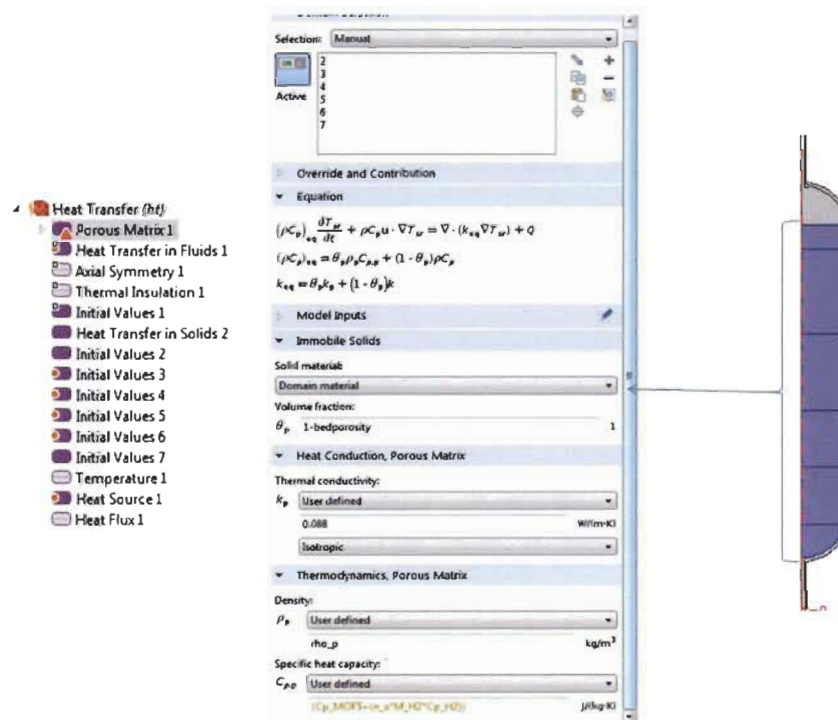 Selection: Manual
2
3
4
5
6
7
Active
Override and Contribution
Equation
(ρC_p)_eq dT_sr/dt + ρC_p u · ∇T_sr = ∇ · (k_eq ∇T_sr) + Q
(ρC_p)_eq = θ_p ρ_p C_p,p + (1 - θ_p)ρC_p
k_eq = θ_p k_p + (1 - θ_p)k
Model Inputs
Immobile Solids
Solid material:
Domain material
Volume fraction:
θ_p 1-bedporosity 1
Heat Conduction, Porous Matrix
Thermal conductivity:
k_p User defined
0.088 W/(m·K)
Isotropic
Thermodynamics, Porous Matrix
Density:
ρ_p User defined
rho_p kg/m³
Specific heat capacity:
C_p,p User defined
J/(kg·K)
Heat Transfer (ht)
Porous Matrix 1
Heat Transfer in Fluids 1
Axial Symmetry 1
Thermal Insulation 1
Initial Values 1
Heat Transfer in Solids 2
Initial Values 2
Initial Values 3
Initial Values 4
Initial Values 5
Initial Values 6
Initial Values 7
Temperature 1
Heat Source 1
Heat Flux 1